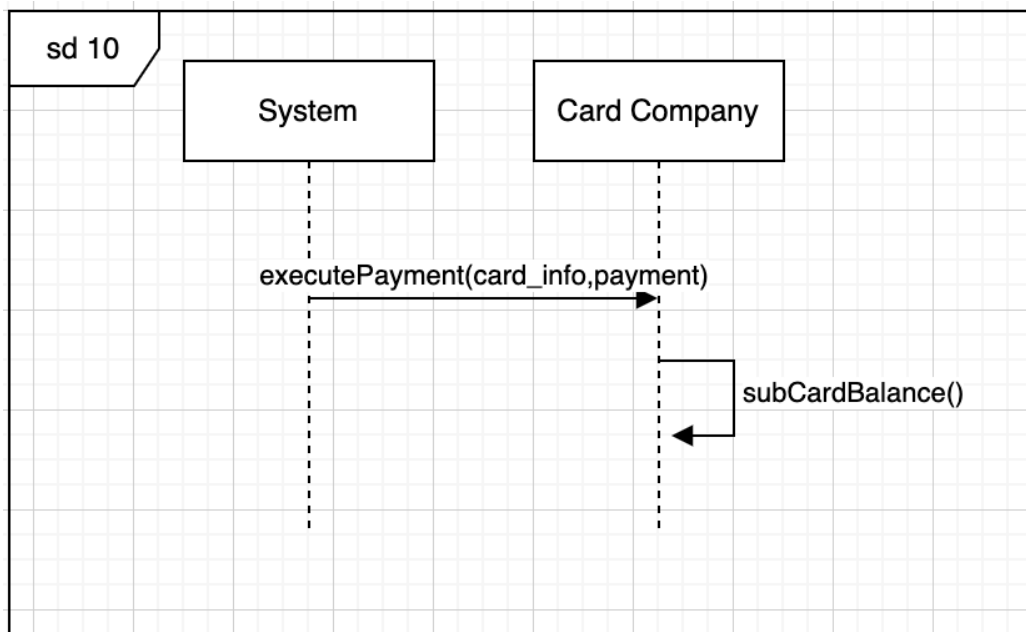 sd 10
System
Card Company
executePayment(card_info,payment)
subCardBalance()